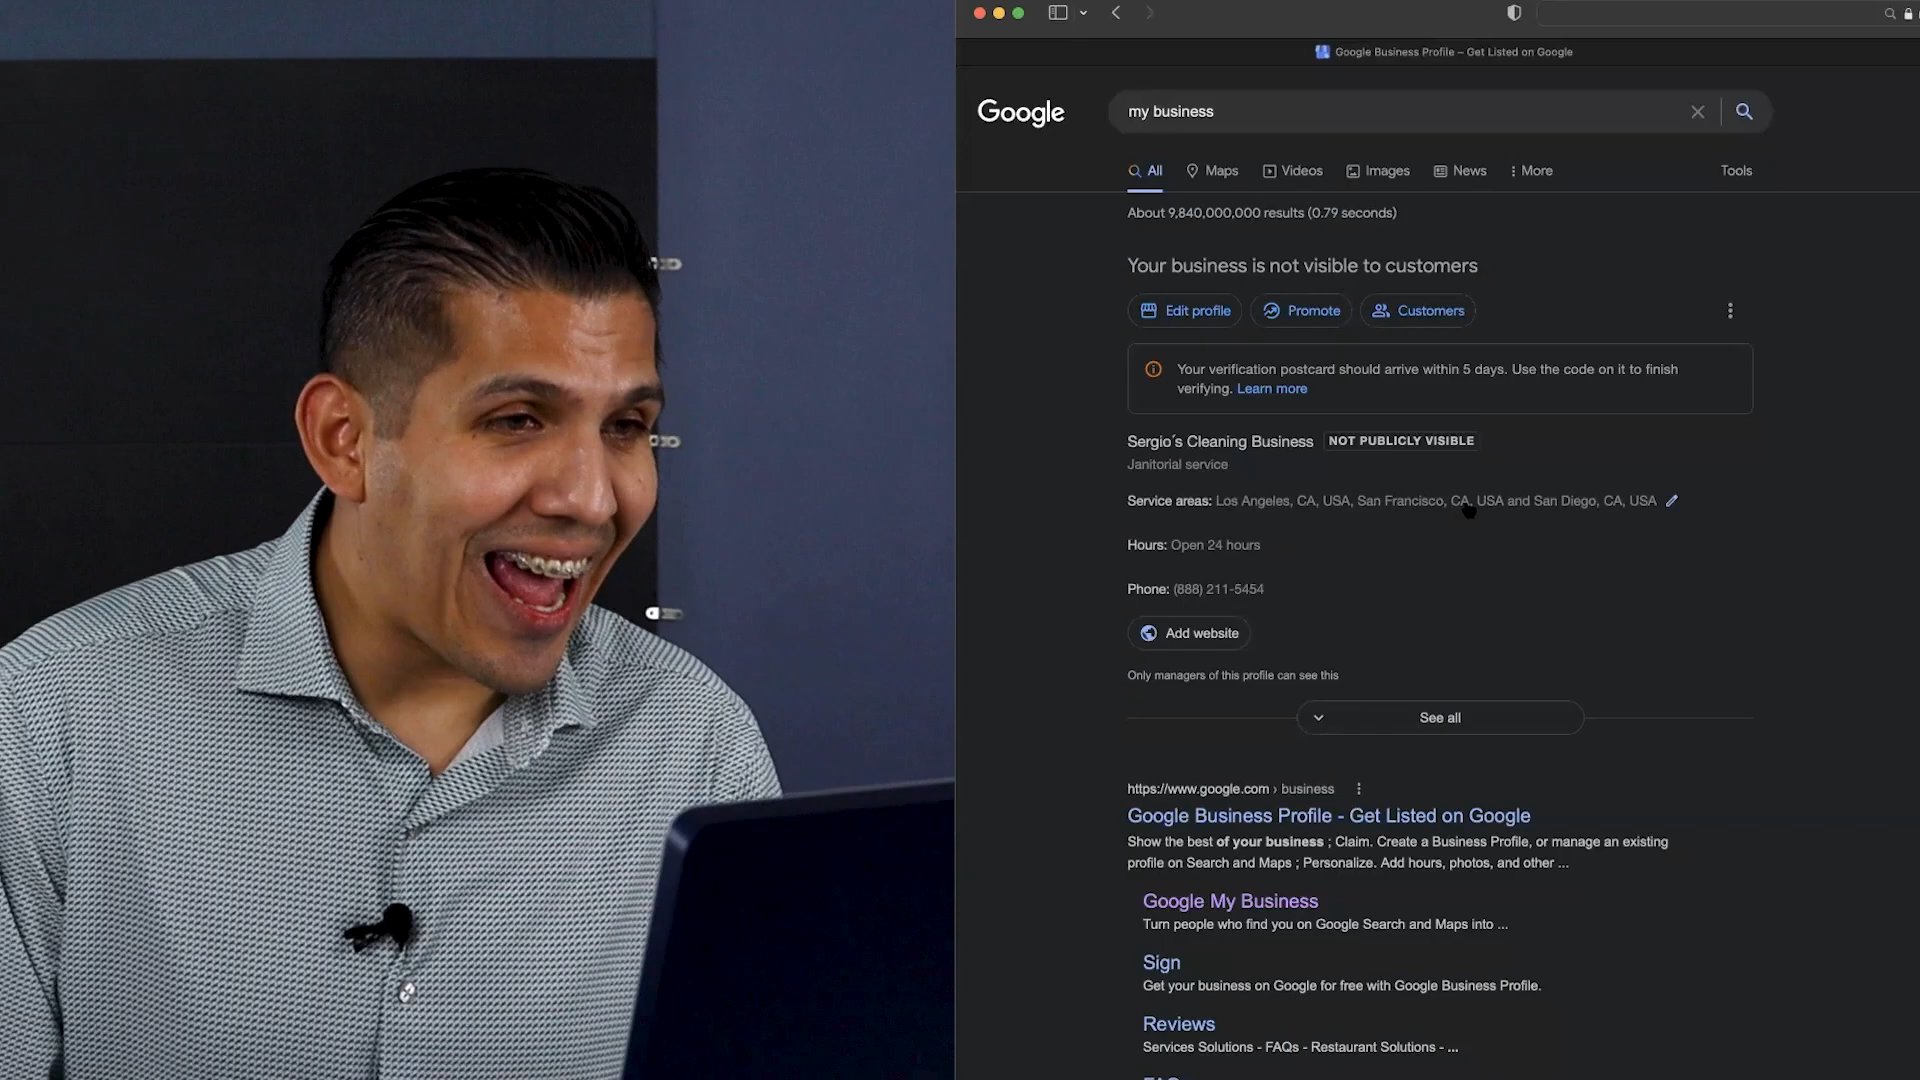 Google Business Profile – Get Listed on Google
Google
my business
All
Maps
Videos
Images
News
More
Tools
About 9,840,000,000 results (0.79 seconds)
Your business is not visible to customers
Edit profile
Promote
Customers
Your verification postcard should arrive within 5 days. Use the code on it to finish
verifying. Learn more
Sergio´s Cleaning Business NOT PUBLICLY VISIBLE
Janitorial service
Service areas: Los Angeles, CA, USA, San Francisco, CA, USA and San Diego, CA, USA
Hours: Open 24 hours
Phone: (888) 211-5454
Add website
Only managers of this profile can see this
See all
https://www.google.com › business
Google Business Profile - Get Listed on Google
Show the best of your business ; Claim. Create a Business Profile, or manage an existing
profile on Search and Maps ; Personalize. Add hours, photos, and other ...
Google My Business
Turn people who find you on Google Search and Maps into ...
Sign
Get your business on Google for free with Google Business Profile.
Reviews
Services Solutions - FAQs - Restaurant Solutions - ...